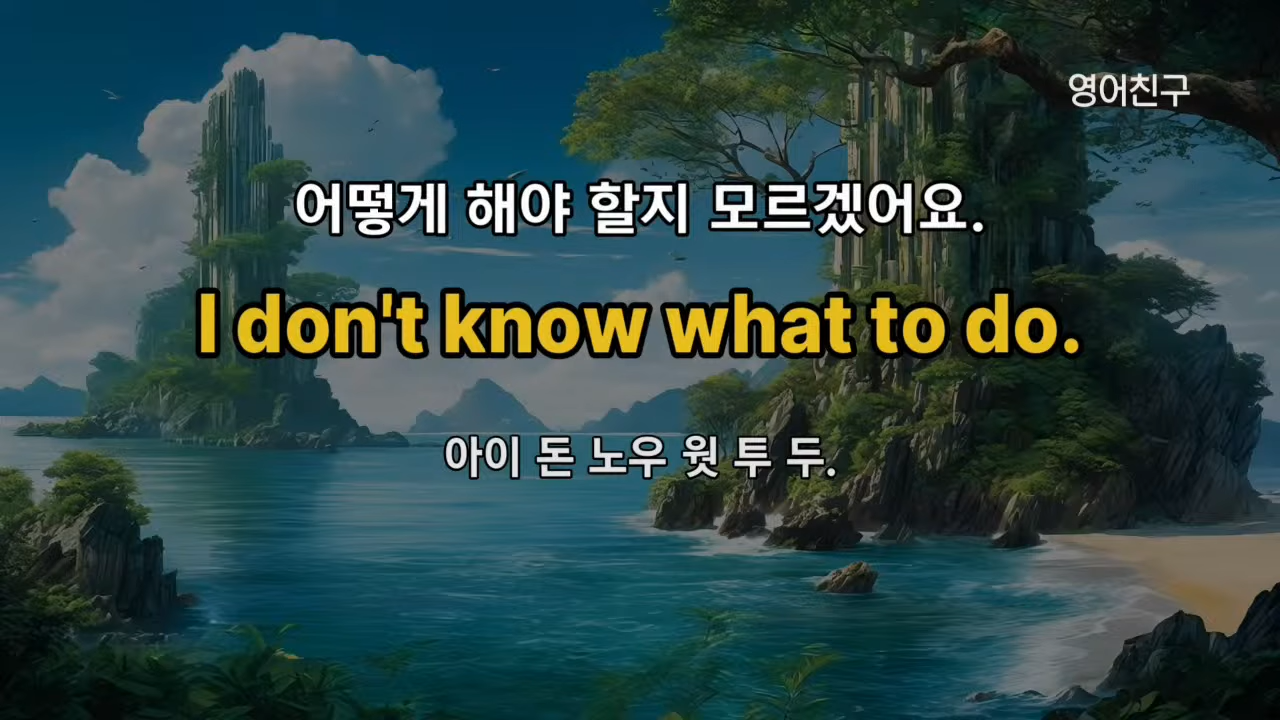 영어친구
어떻게 해야 할지 모르겠어요.
I don't know what to do.
아이 돈 노우 왓 투 두.